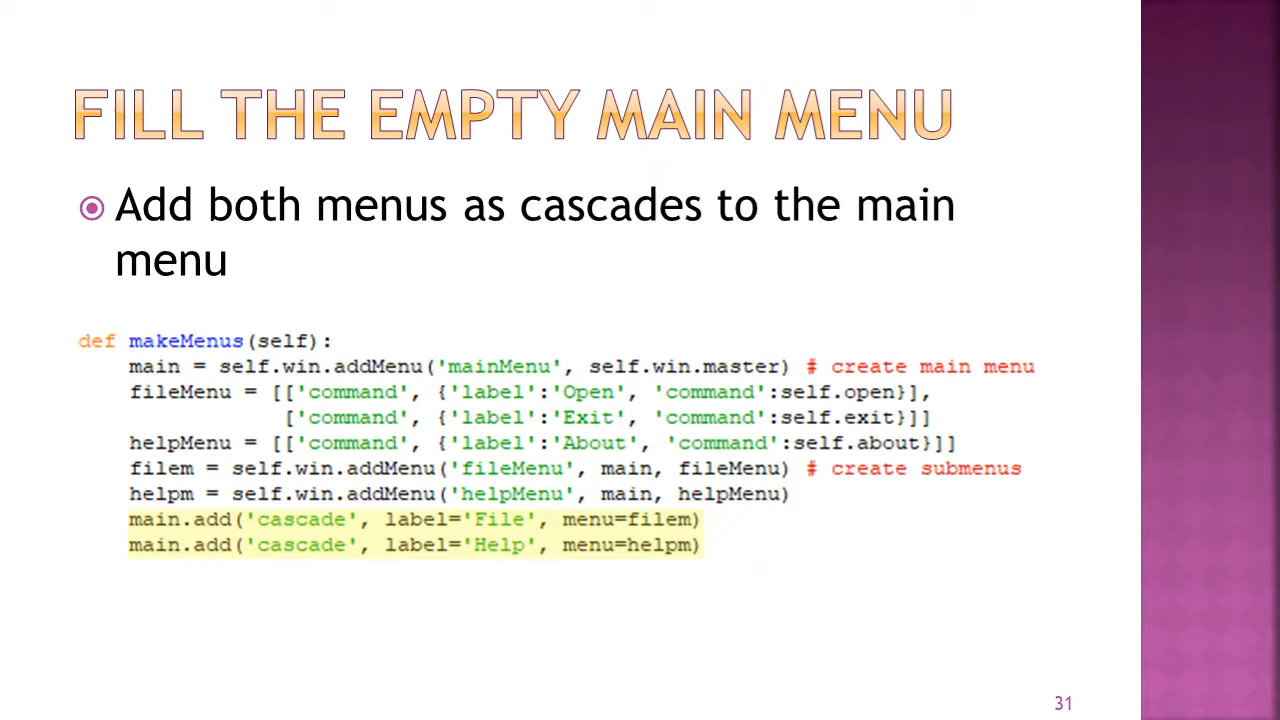 FILL THE EMPTY MAIN MENU
Add both menus as cascades to the main
menu
def makeMenus(self):
    main = self.win.addMenu('mainMenu', self.win.master) # create main menu
    fileMenu = [['command', {'label':'Open', 'command':self.open}],
                ['command', {'label':'Exit', 'command':self.exit}]]
    helpMenu = [['command', {'label':'About', 'command':self.about}]]
    filem = self.win.addMenu('fileMenu', main, fileMenu) # create submenus
    helpm = self.win.addMenu('helpMenu', main, helpMenu)
    main.add('cascade', label='File', menu=filem)
    main.add('cascade', label='Help', menu=helpm)
31